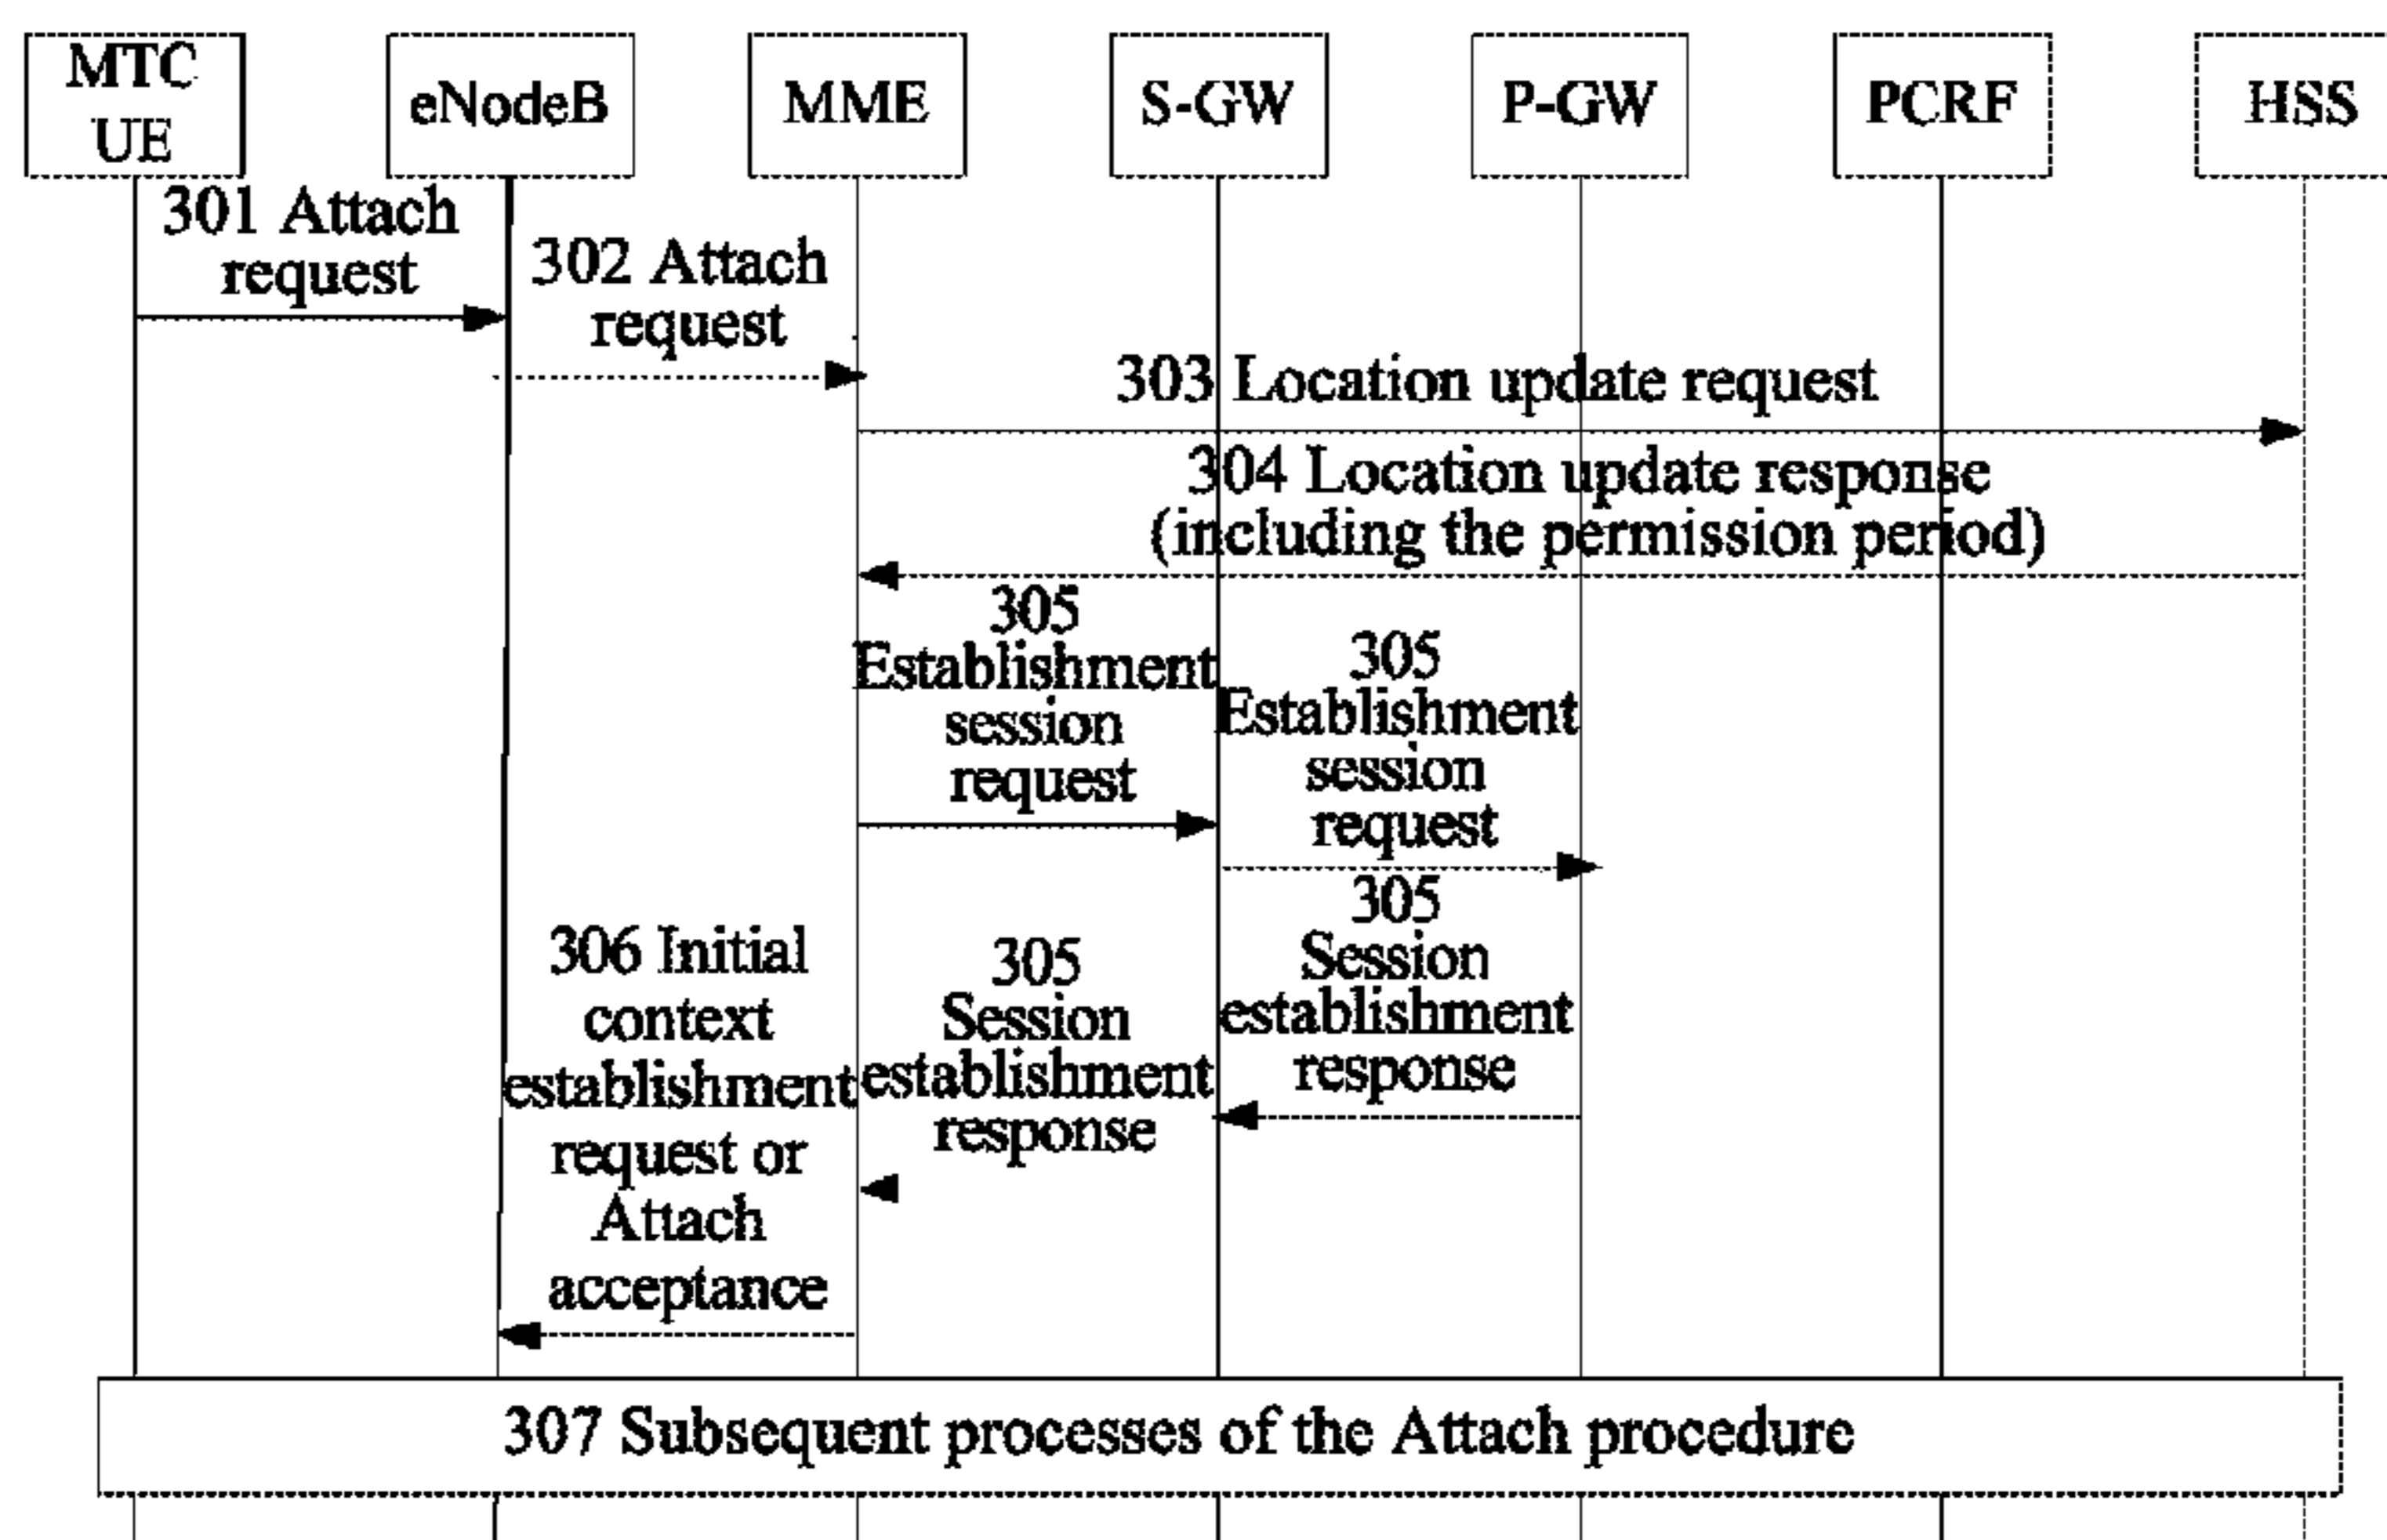 MTC
UE
eNodeB
MME
S-GW
P-GW
PCRF
HSS
301 Attach
request
302 Attach
request
303 Location update request
304 Location update response
(including the permission period)
305
Establishment
session
request
305
Establishment
session
request
305
Session
establishment
response
305
Session
establishment
response
306 Initial
context
establishment
request or
Attach
acceptance
307 Subsequent processes of the Attach procedure